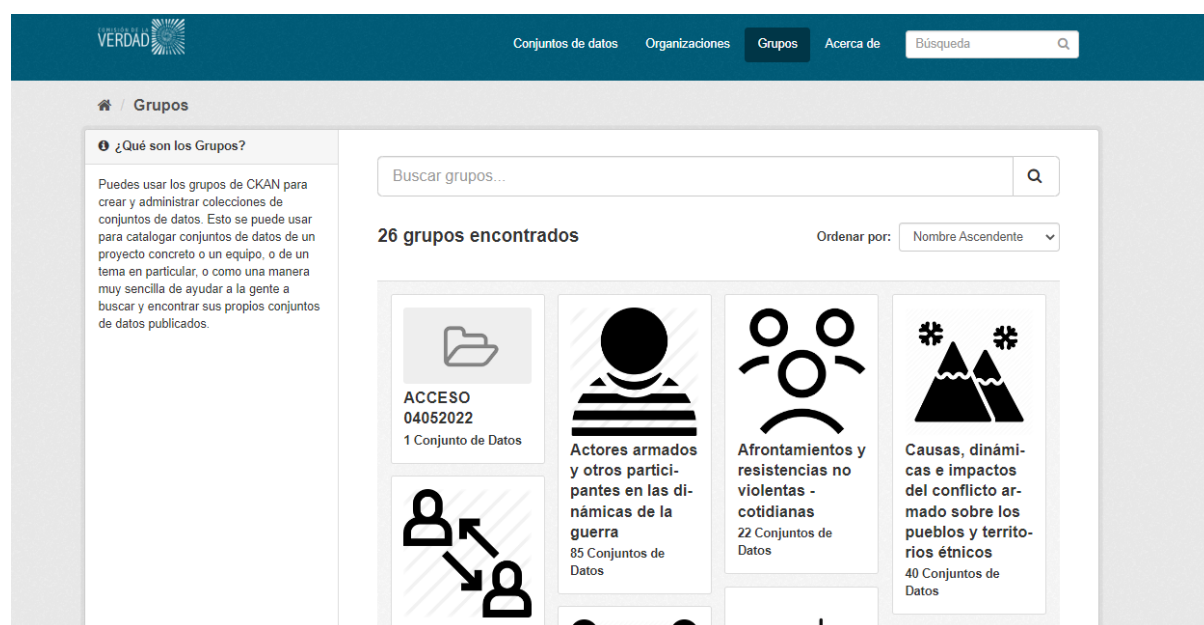 COMISIÓN DE LA
VERDAD
Conjuntos de datos
Organizaciones
Grupos
Acerca de
Búsqueda
/ Grupos
¿Qué son los Grupos?
Puedes usar los grupos de CKAN para
crear y administrar colecciones de
conjuntos de datos. Esto se puede usar
para catalogar conjuntos de datos de un
proyecto concreto o un equipo, o de un
tema en particular, o como una manera
muy sencilla de ayudar a la gente a
buscar y encontrar sus propios conjuntos
de datos publicados.
Buscar grupos...
26 grupos encontrados
Ordenar por:
Nombre Ascendente
ACCESO
04052022
1 Conjunto de Datos
Actores armados
y otros partici-
pantes en las di-
námicas de la
guerra
85 Conjuntos de
Datos
Afrontamientos y
resistencias no
violentas -
cotidianas
22 Conjuntos de
Datos
Causas, dinámi-
cas e impactos
del conflicto ar-
mado sobre los
pueblos y territo-
rios étnicos
40 Conjuntos de
Datos